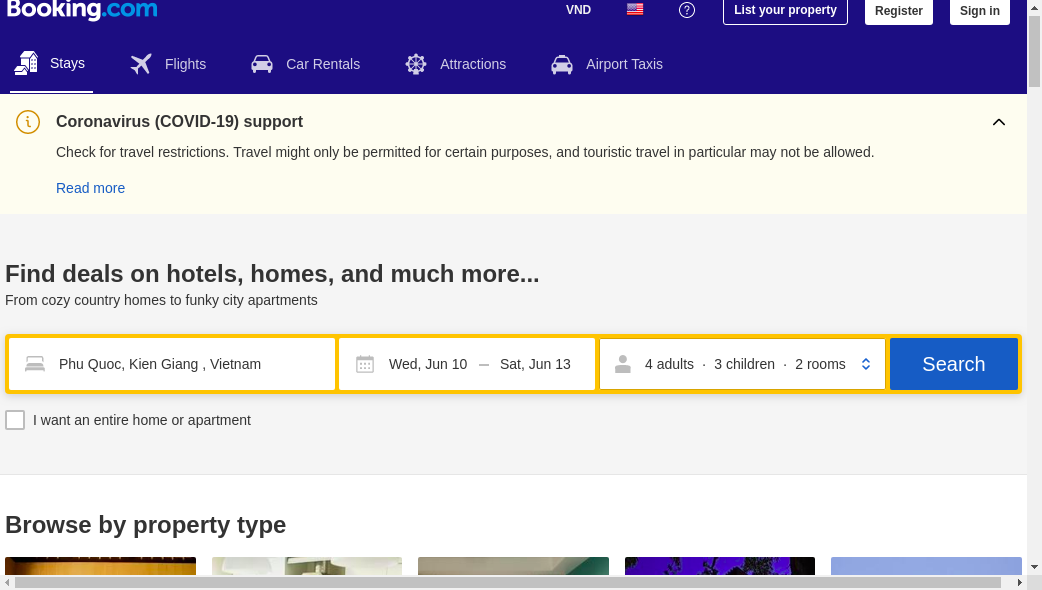 Booking.com
VND
List your property
Register
Sign in
Stays
Flights
Car Rentals
Attractions
Airport Taxis
Coronavirus (COVID-19) support
Check for travel restrictions. Travel might only be permitted for certain purposes, and touristic travel in particular may not be allowed.
Read more
Find deals on hotels, homes, and much more...
From cozy country homes to funky city apartments
Phu Quoc, Kien Giang , Vietnam
Wed, Jun 10 — Sat, Jun 13
4 adults · 3 children · 2 rooms
Search
I want an entire home or apartment
Browse by property type